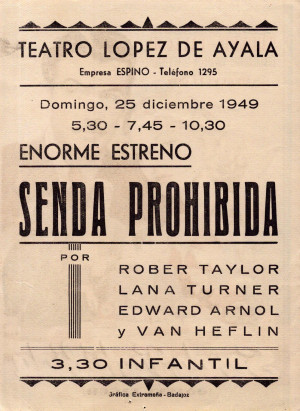 TEATRO LOPEZ DE AYALA
Empresa ESPINO - Teléfono 1295
Domingo, 25 diciembre 1949
5,30 - 7,45 - 10,30
ENORME ESTRENO
SENDA PROHIBIDA
POR
ROBER TAYLOR
LANA TURNER
EDWARD ARNOL
y VAN HEFLIN
3,30 INFANTIL
Gráfica Extremeña-Badajoz